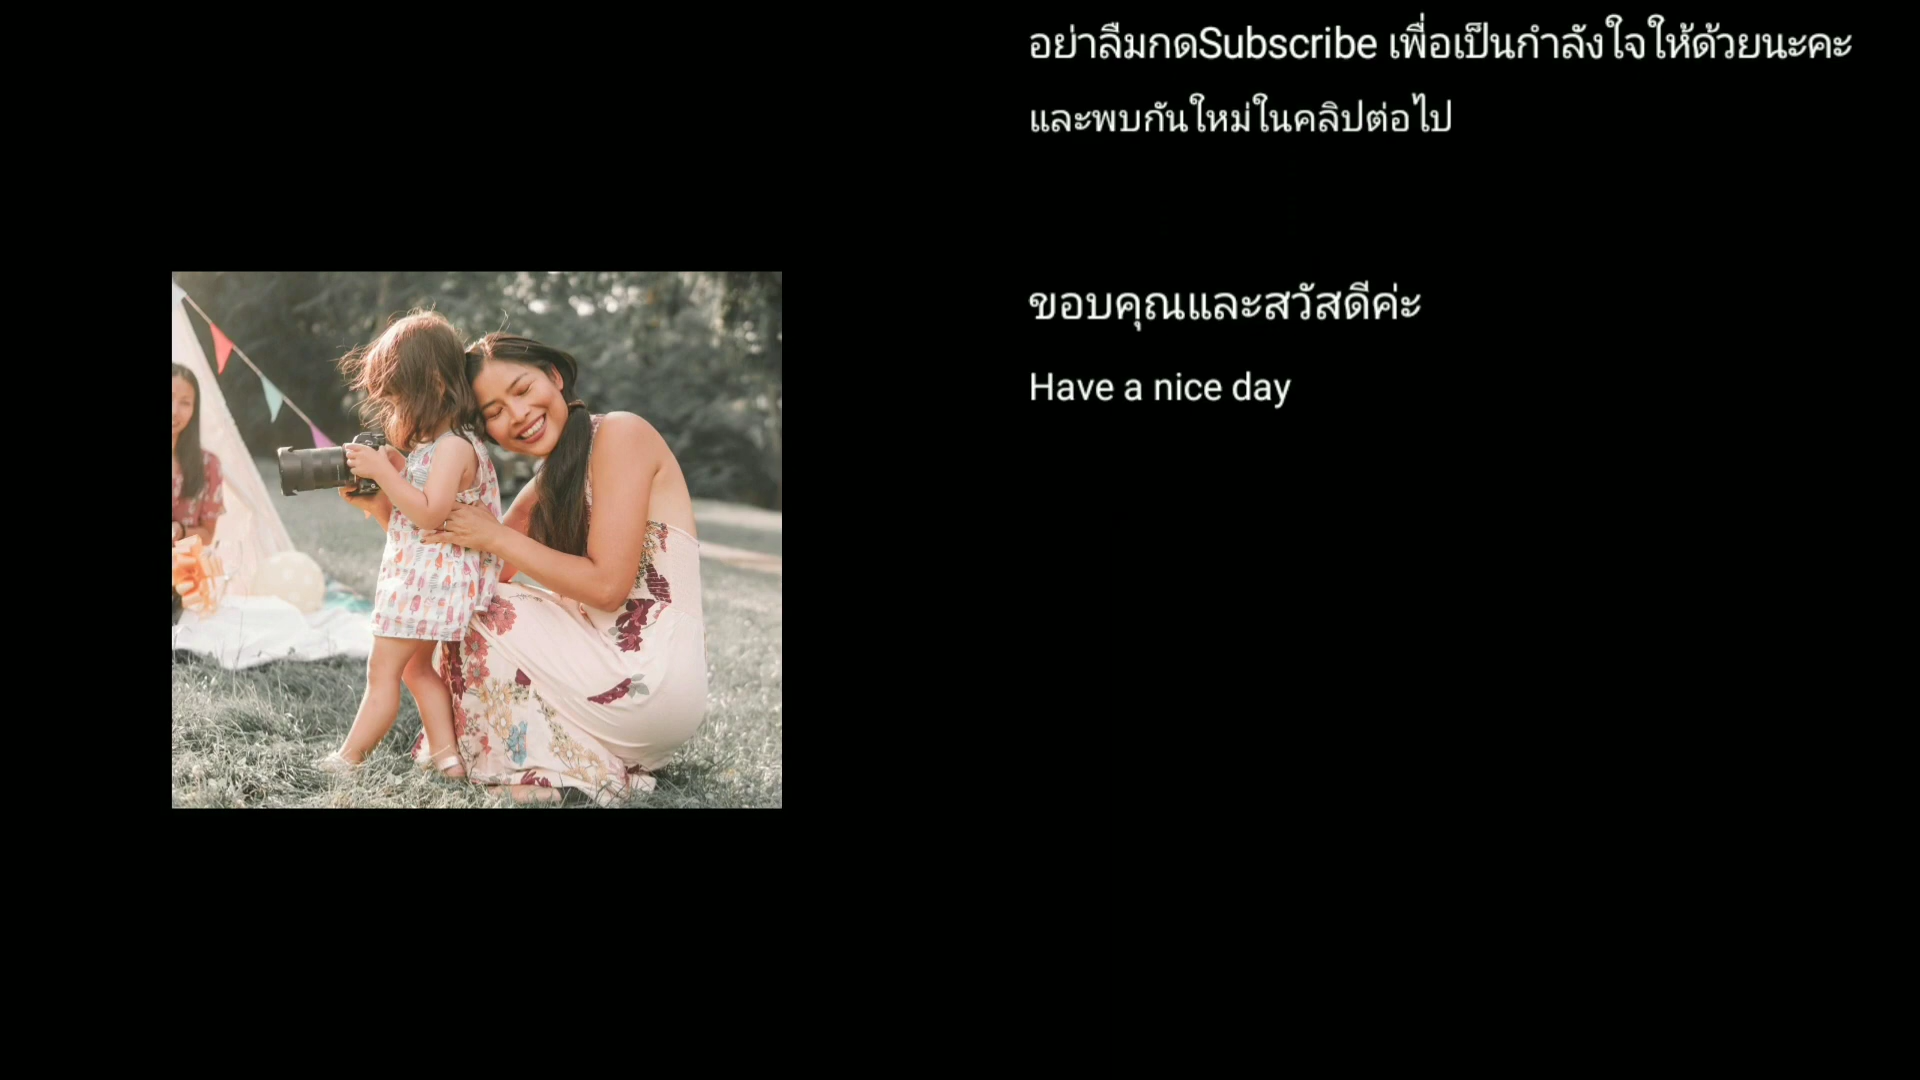 อย่าลืมกดSubscribe เพื่อเป็นกำลังใจให้ด้วยนะคะ
และพบกันใหม่ในคลิปต่อไป
ขอบคุณและสวัสดีค่ะ
Have a nice day